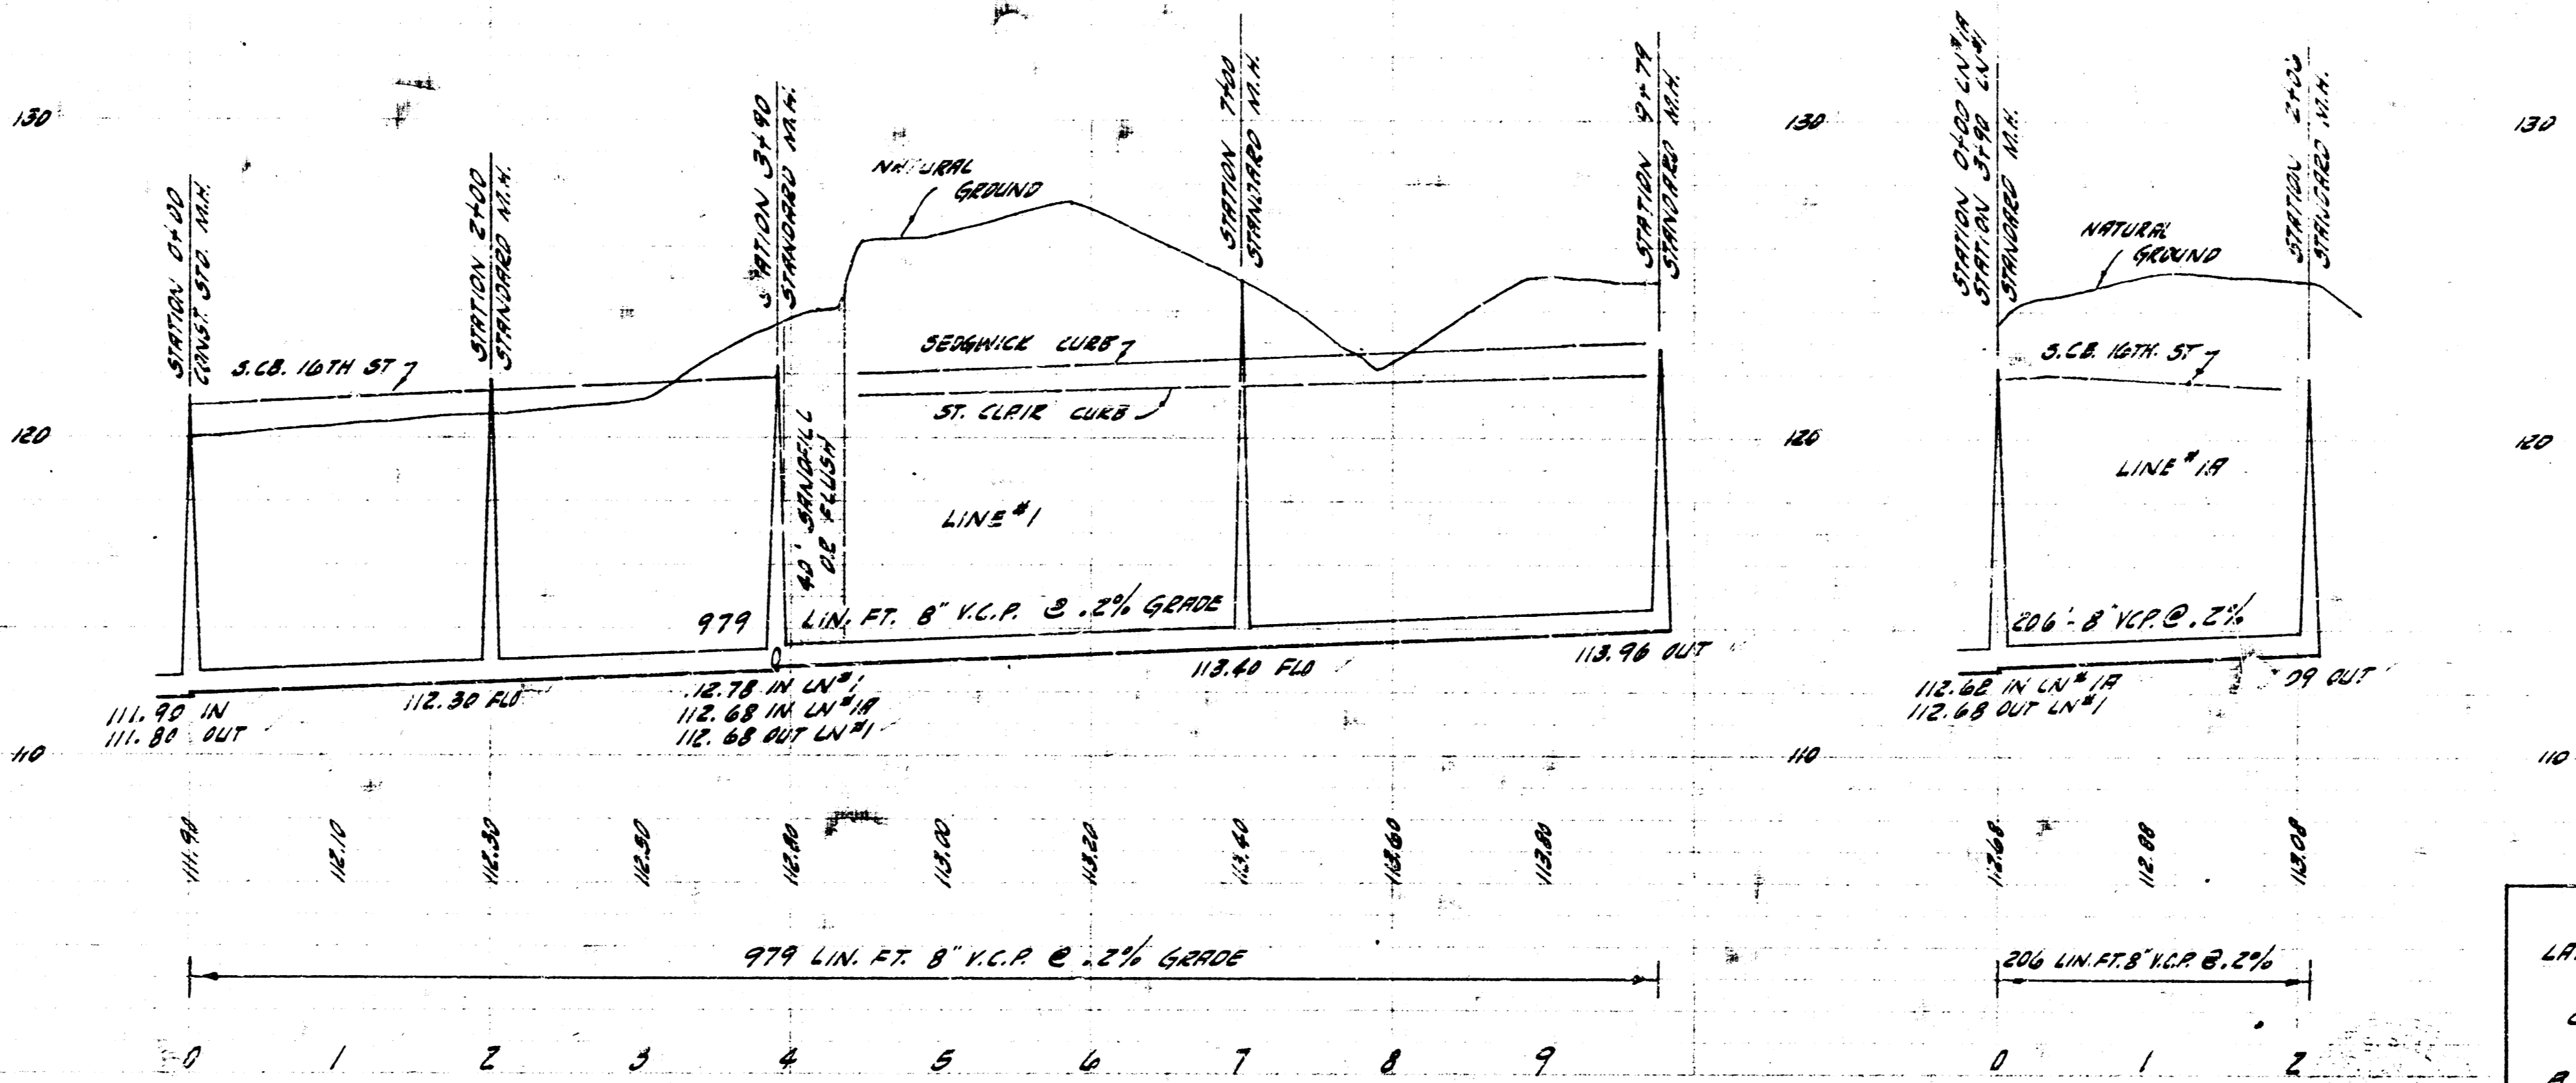 130
120
110
STATION 0+00
CONST. STD. M.H.
S.CB. 16TH ST
STATION 2+00
STANDARD M.H.
STATION 3+90
STANDARD M.H.
NATURAL
GROUND
STATION 7+00
STANDARD M.H.
STATION 9+79
STANDARD M.H.
SEDGWICK CURB
ST. CLAIR CURB
40' SANDFILL
OR FLUSH
LINE #1
979 LIN. FT. 8" V.C.P. @ .2% GRADE
111.90 IN
111.80 OUT
112.30 FLO
12.78 IN LN #1
112.68 IN LN #1A
112.68 OUT LN #1
113.40 FLO
113.96 OUT
111.90
112.10
112.30
112.50
112.80
113.00
113.20
113.40
113.60
113.80
979 LIN. FT. 8" V.C.P. @ .2% GRADE
0 1 2 3 4 5 6 7 8 9
130
120
110
STATION 0+00 LN #1A
STATION 3+90 LN #1
STANDARD M.H.
NATURAL
GROUND
STATION
STANDARD M.H.
S.CB. 16TH. ST
LINE #1A
206'- 8" VCP. @ .2%
112.68 IN LN #1A
112.68 OUT LN #1
09 OUT
112.68
112.88
113.08
206 LIN. FT. 8" V.C.P. @ .2%
0 1 2
130
120
110
LA